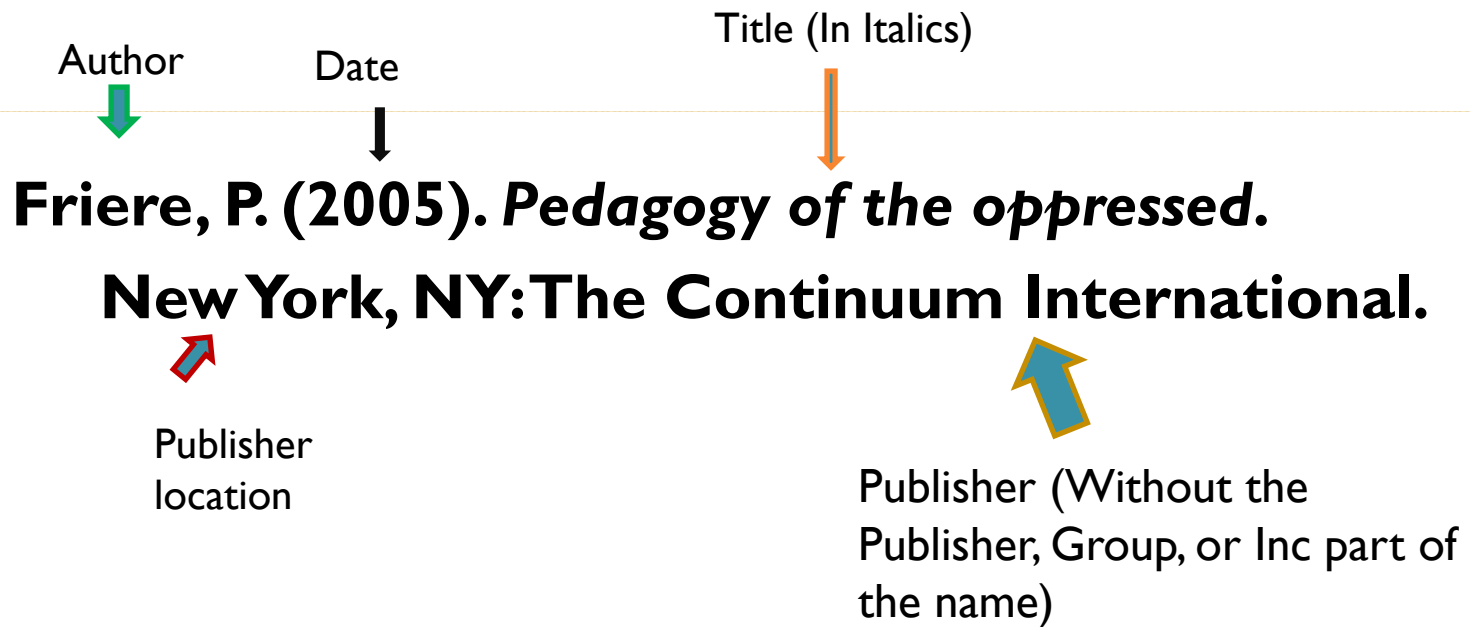 Title (In Italics)
Author
Date
Friere, P. (2005). Pedagogy of the oppressed.
New York, NY: The Continuum International.
Publisher
location
Publisher (Without the
Publisher, Group, or Inc part of
the name)